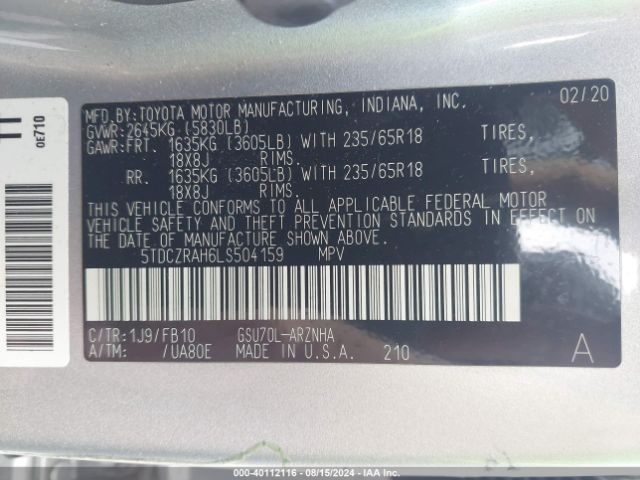 0E710
MFD.BY:TOYOTA MOTOR MANUFACTURING, INDIANA, INC. 02/20
GVWR:2645KG (5830LB)
GAWR:FRT. 1635KG (3605LB) WITH 235/65R18 TIRES,
18X8J RIMS.
RR. 1635KG (3605LB) WITH 235/65R18 TIRES,
18X8J RIMS.
THIS VEHICLE CONFORMS TO ALL APPLICABLE FEDERAL MOTOR
VEHICLE SAFETY AND THEFT PREVENTION STANDARDS IN EFFECT ON
THE DATE OF MANUFACTURE SHOWN ABOVE.
5TDCZRAH6LS504159 MPV
C/TR:1J9/FB10 GSU70L-ARZNHA
A/TM: /UA80E MADE IN U.S.A. 210 A
000-40112116 - 08/15/2024 - IAA Inc.